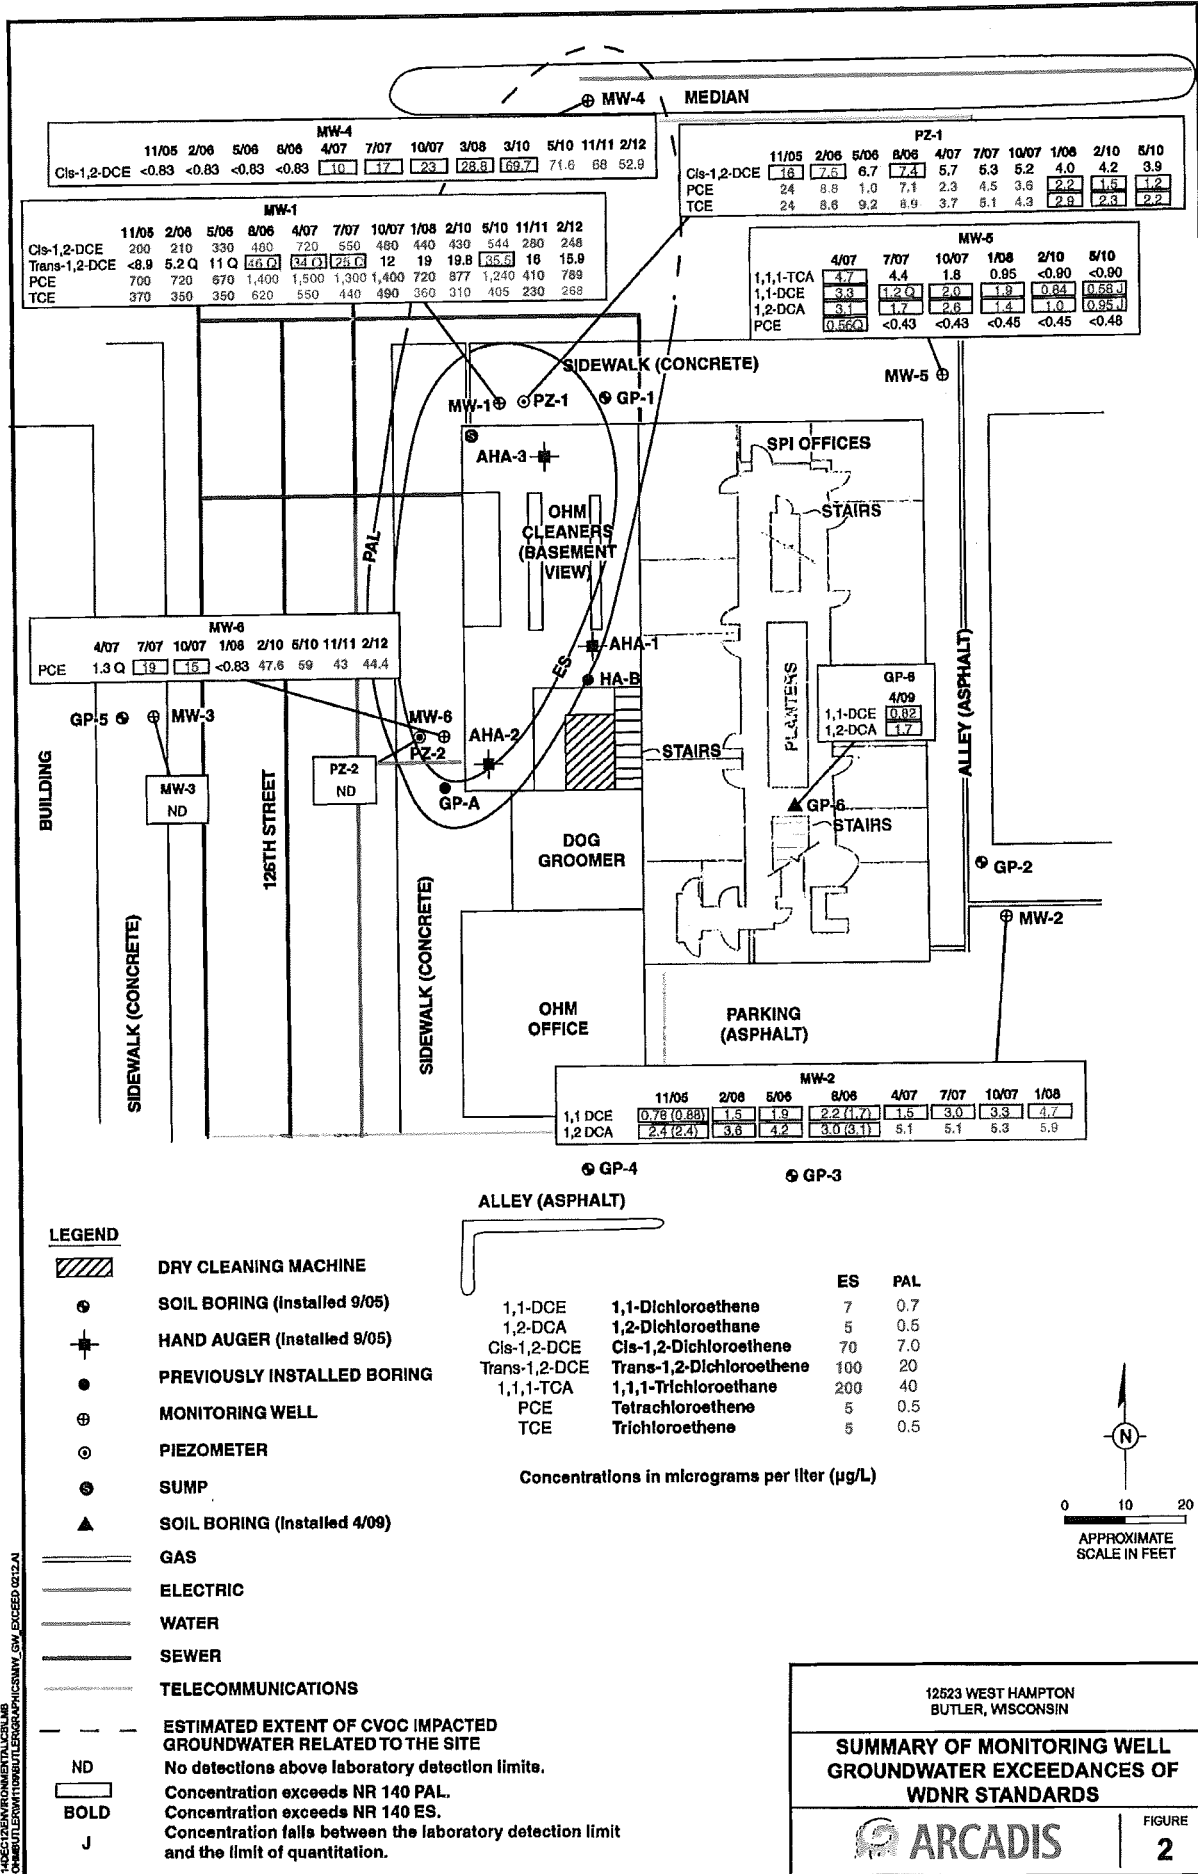 MW-4 MEDIAN
MW-4
11/05 2/06 5/06 8/06 4/07 7/07 10/07 3/08 3/10 5/10 11/11 2/12
Cis-1,2-DCE <0.83 <0.83 <0.83 <0.83 10 17 23 28.8 69.7 71.6 68 52.9
PZ-1
11/05 2/06 5/06 8/06 4/07 7/07 10/07 1/08 2/10 5/10
Cis-1,2-DCE 16 7.5 6.7 7.4 5.7 5.3 5.2 4.0 4.2 3.9
PCE 24 8.8 1.0 7.1 2.3 4.5 3.6 2.2 1.5 1.2
TCE 24 8.6 9.2 8.9 3.7 5.1 4.3 2.9 2.3 2.2
MW-1
11/05 2/06 5/06 8/06 4/07 7/07 10/07 1/08 2/10 5/10 11/11 2/12
Cis-1,2-DCE 200 210 330 480 720 550 480 440 430 544 280 248
Trans-1,2-DCE <8.9 5.2 Q 11 Q 46 Q 34 Q 25 Q 12 19 19.8 35.5 16 15.9
PCE 700 720 670 1,400 1,500 1,300 1,400 720 877 1,240 410 789
TCE 370 350 350 620 550 440 490 360 310 405 230 268
MW-5
4/07 7/07 10/07 1/08 2/10 5/10
1,1,1-TCA 4.7 4.4 1.8 0.95 <0.90 <0.90
1,1-DCE 3.3 1.2 Q 2.0 1.9 0.84 0.58 J
1,2-DCA 3.1 1.7 2.6 1.4 1.0 0.95 J
PCE 0.56Q <0.43 <0.43 <0.45 <0.45 <0.48
SIDEWALK (CONCRETE)
MW-5
MW-1 PZ-1 GP-1
AHA-3
SPI OFFICES
STAIRS
OHM
CLEANERS
(BASEMENT
VIEW)
PAL
ES
AHA-1
HA-B
MW-6
4/07 7/07 10/07 1/08 2/10 5/10 11/11 2/12
PCE 1.3 Q 19 15 <0.83 47.6 59 43 44.4
GP-5 MW-3
MW-6
PZ-2
AHA-2
STAIRS
PLANTERS
GP-6
4/09
1,1-DCE 0.82
1,2-DCA 1.7
ALLEY (ASPHALT)
MW-3
ND
PZ-2
ND
GP-A
GP-6
STAIRS
BUILDING
126TH STREET
DOG
GROOMER
GP-2
MW-2
SIDEWALK (CONCRETE)
SIDEWALK (CONCRETE)
OHM
OFFICE
PARKING
(ASPHALT)
MW-2
11/05 2/06 5/06 8/06 4/07 7/07 10/07 1/08
1,1 DCE 0.78 (0.88) 1.5 1.9 2.2 (1.7) 1.5 3.0 3.3 4.7
1,2 DCA 2.4 (2.4) 3.6 4.2 3.0 (3.1) 5.1 5.1 5.3 5.9
GP-4 GP-3
ALLEY (ASPHALT)
LEGEND
DRY CLEANING MACHINE
SOIL BORING (Installed 9/05)
HAND AUGER (Installed 9/05)
PREVIOUSLY INSTALLED BORING
MONITORING WELL
PIEZOMETER
S SUMP
SOIL BORING (Installed 4/09)
GAS
ELECTRIC
WATER
SEWER
TELECOMMUNICATIONS
ESTIMATED EXTENT OF CVOC IMPACTED
GROUNDWATER RELATED TO THE SITE
ND No detections above laboratory detection limits.
Concentration exceeds NR 140 PAL.
BOLD Concentration exceeds NR 140 ES.
J Concentration falls between the laboratory detection limit
and the limit of quantitation.
ES PAL
1,1-DCE 1,1-Dichloroethene 7 0.7
1,2-DCA 1,2-Dichloroethane 5 0.5
Cis-1,2-DCE Cis-1,2-Dichloroethene 70 7.0
Trans-1,2-DCE Trans-1,2-Dichloroethene 100 20
1,1,1-TCA 1,1,1-Trichloroethane 200 40
PCE Tetrachloroethene 5 0.5
TCE Trichloroethene 5 0.5
Concentrations in micrograms per liter (µg/L)
N
0 10 20
APPROXIMATE
SCALE IN FEET
12523 WEST HAMPTON
BUTLER, WISCONSIN
SUMMARY OF MONITORING WELL
GROUNDWATER EXCEEDANCES OF
WDNR STANDARDS
ARCADIS
FIGURE
2